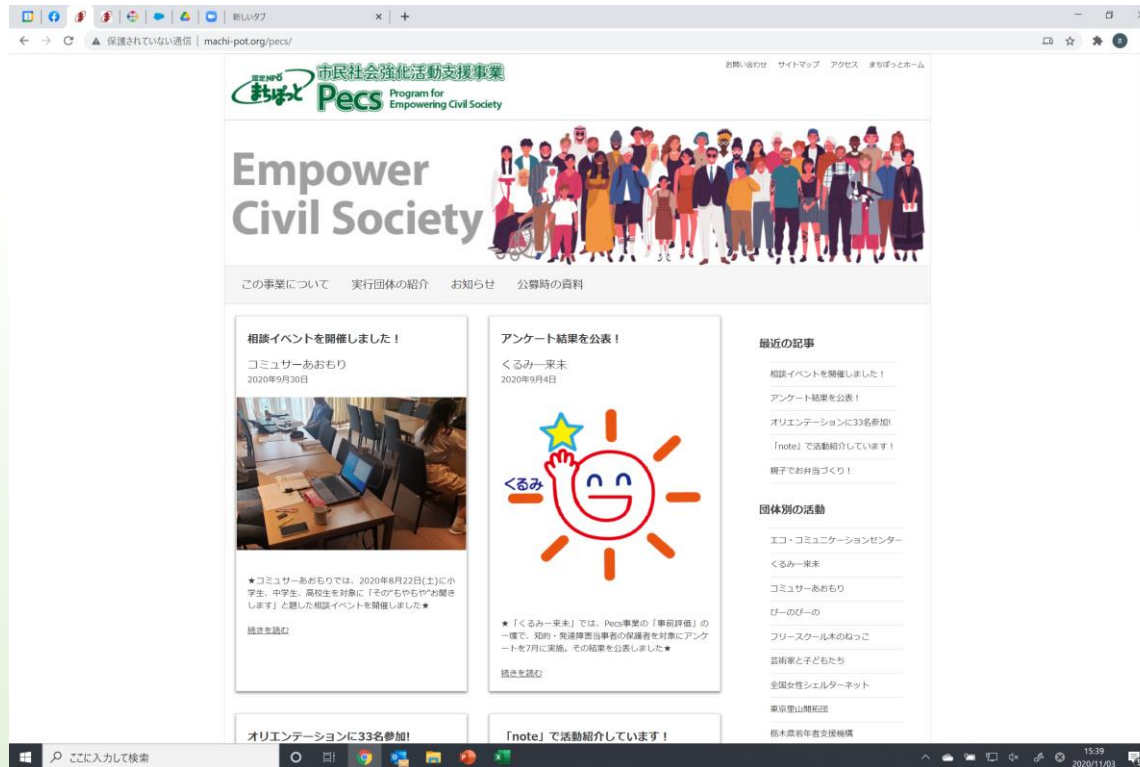 新しいタブ
保護されていない通信 | machi-pot.org/pecs/
お問い合わせ サイトマップ アクセス まちぽっとホーム
認定NPO
まちぽっと
市民社会強化活動支援事業
Pecs Program for
Empowering Civil Society
Empower
Civil Society
この事業について 実行団体の紹介 お知らせ 公募時の資料
相談イベントを開催しました!
コミュサーあおもり
2020年9月30日
★コミュサーあおもりでは、2020年8月22日(土)に小
学生、中学生、高校生を対象に「その“もやもや”お聞き
します」と題した相談イベントを開催しました★
続きを読む
アンケート結果を公表!
くるみー来未
2020年9月4日
くるみ
★「くるみー来未」では、Pecs事業の「事前評価」の
一環で、知的・発達障害当事者の保護者を対象にアンケ
ートを7月に実施。その結果を公表しました★
続きを読む
最近の記事
相談イベントを開催しました!
アンケート結果を公表!
オリエンテーションに33名参加!
「note」で活動紹介しています!
親子でお弁当づくり!
団体別の活動
エコ・コミュニケーションセンター
くるみー来未
コミュサーあおもり
びーのびーの
フリースクール木のねっこ
芸術家と子どもたち
全国女性シェルターネット
東京里山開拓団
栃木県若年者支援機構
オリエンテーションに33名参加!
「note」で活動紹介しています!
ここに入力して検索
15:39
2020/11/03